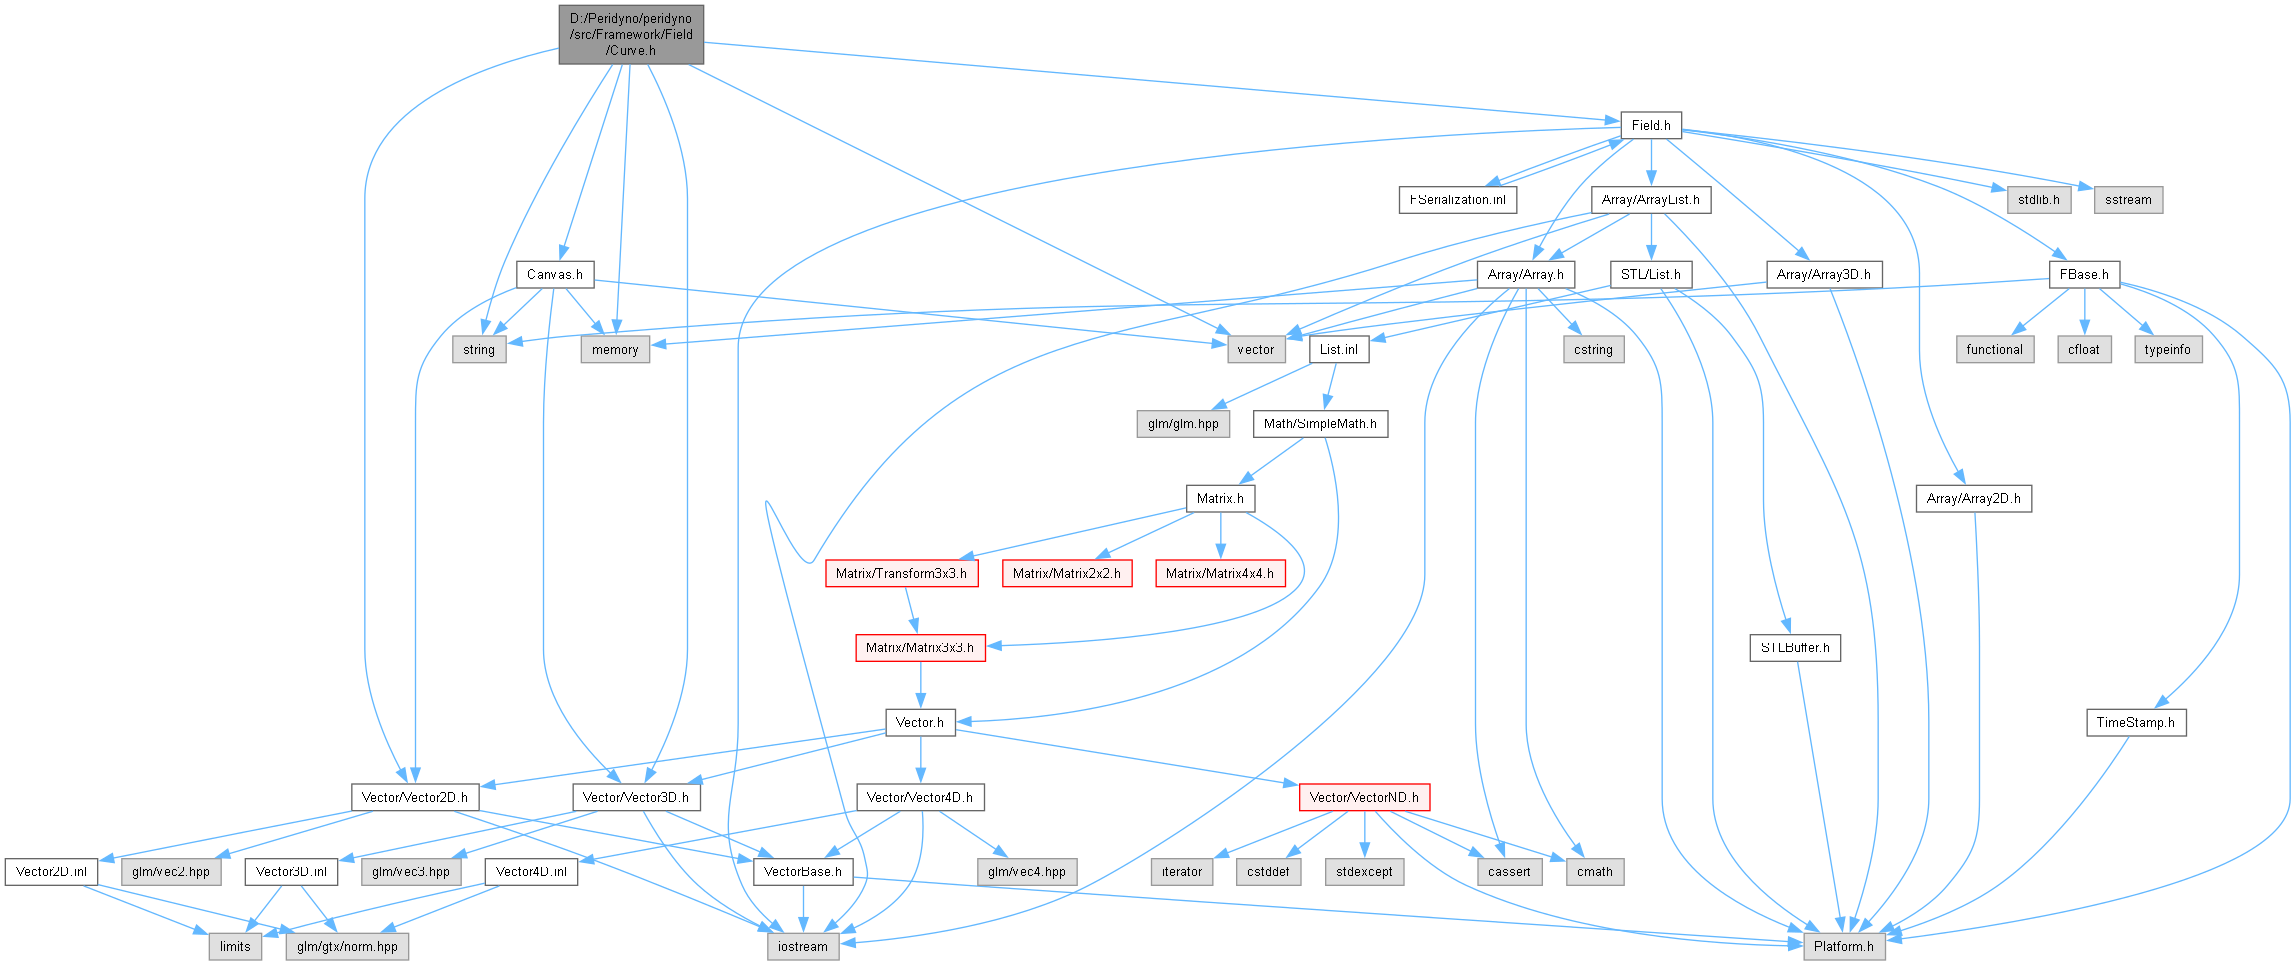 D:/Peridyno/peridyno
/src/Framework/Field
/Curve.h
Field.h
FSerialization.inl
Array/ArrayList.h
stdlib.h
sstream
Canvas.h
Array/Array.h
STL/List.h
Array/Array3D.h
FBase.h
string
memory
vector
List.inl
cstring
functional
cfloat
typeinfo
glm/glm.hpp
Math/SimpleMath.h
Matrix.h
Array/Array2D.h
Matrix/Transform3x3.h
Matrix/Matrix2x2.h
Matrix/Matrix4x4.h
Matrix/Matrix3x3.h
STLBuffer.h
Vector.h
TimeStamp.h
Vector/Vector2D.h
Vector/Vector3D.h
Vector/Vector4D.h
Vector/VectorND.h
Vector2D.inl
glm/vec2.hpp
Vector3D.inl
glm/vec3.hpp
Vector4D.inl
VectorBase.h
glm/vec4.hpp
iterator
cstddef
stdexcept
cassert
cmath
limits
glm/gtx/norm.hpp
iostream
Platform.h